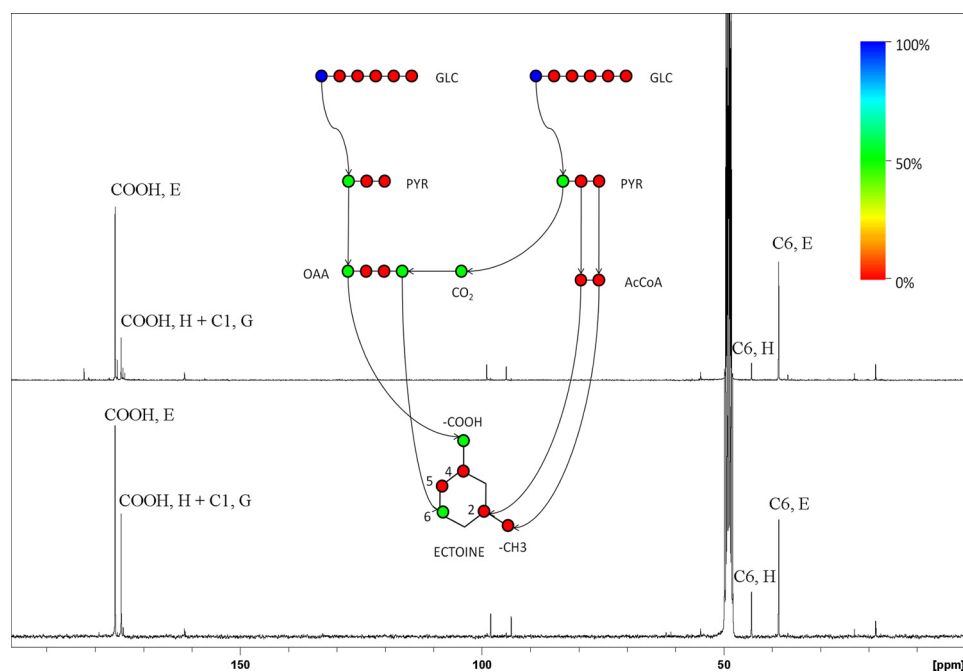 GLC
GLC
100%
50%
0%
PYR
PYR
COOH, E
OAA
CO2
AcCoA
C6, E
COOH, H + C1, G
C6, H
-COOH
COOH, E
4
5
COOH, H + C1, G
2
6
C6, E
-CH3
ECTOINE
C6, H
150
100
50
[ppm]